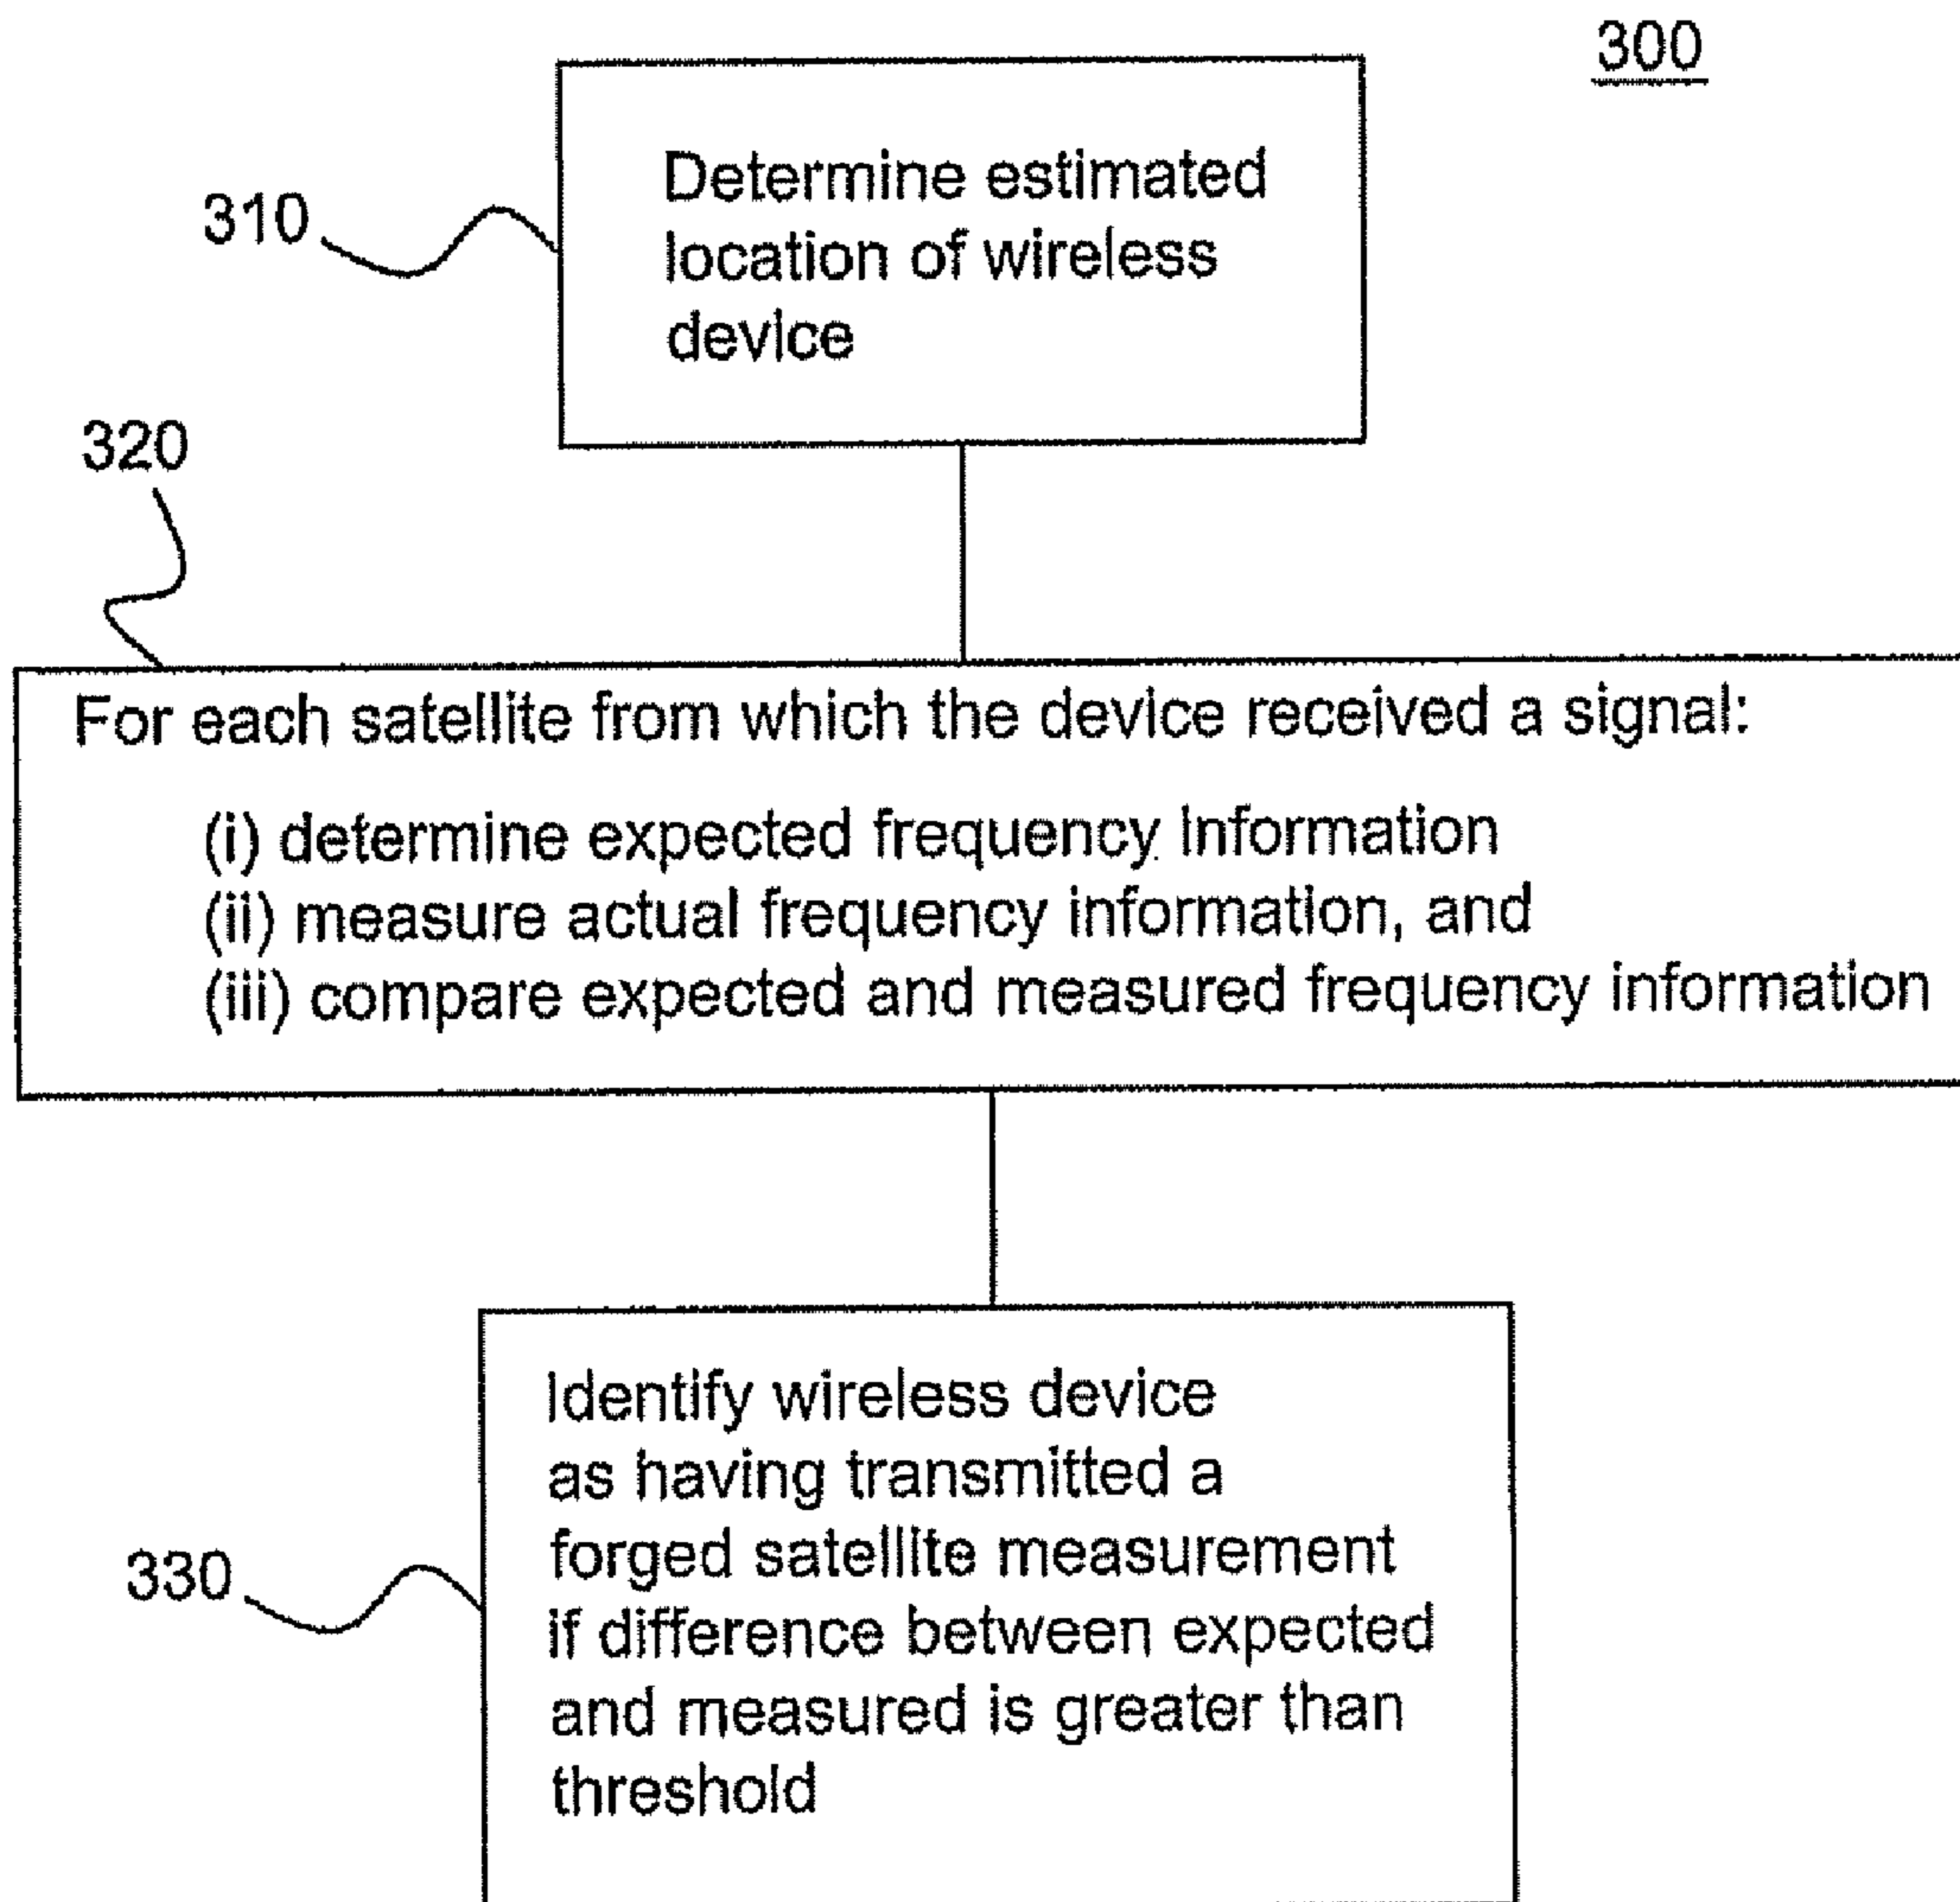 300
310
Determine estimated
location of wireless
device
320
For each satellite from which the device received a signal:
(i) determine expected frequency Information
(ii) measure actual frequency information, and
(iii) compare expected and measured frequency information
330
Identify wireless device
as having transmitted a
forged satellite measurement
if difference between expected
and measured is greater than
threshold